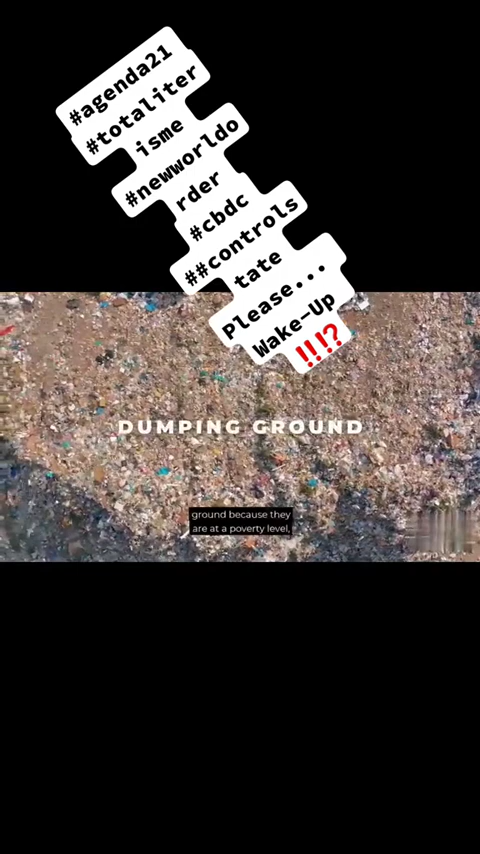 #agenda21
#totaliter
isme
#newworldo
rder
#cbdc
##controls
tate
Please...
Wake-Up
‼️⁉️
DUMPING GROUND
ground because they
are at a poverty level,